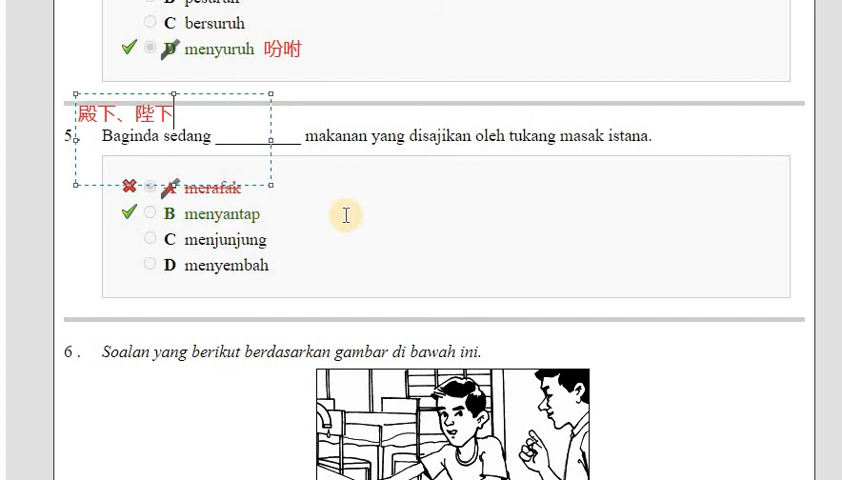 C bersuruh
D menyuruh 吩咐
殿下、陛下
5. Baginda sedang __________ makanan yang disajikan oleh tukang masak istana.
A merafak
B menyantap
C menjunjung
D menyembah
6 . Soalan yang berikut berdasarkan gambar di bawah ini.